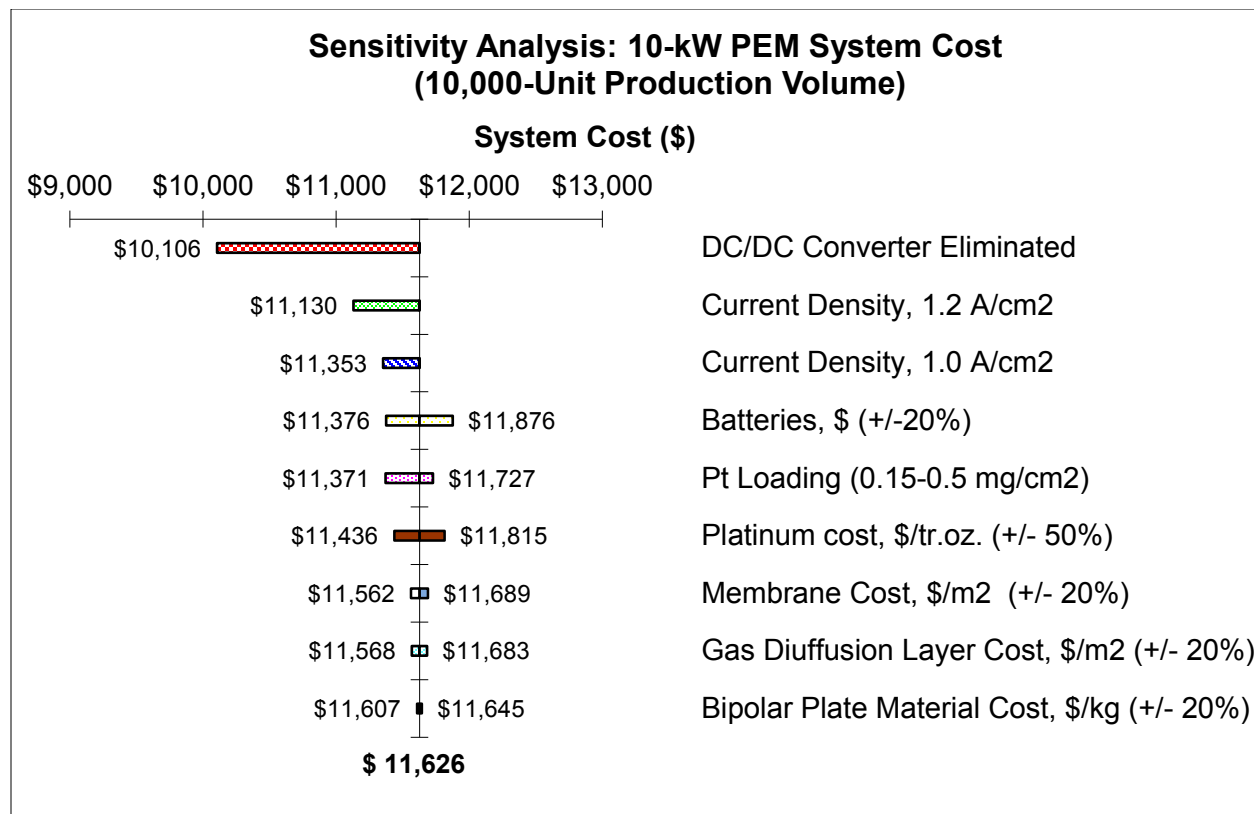 Sensitivity Analysis: 10-kW PEM System Cost
(10,000-Unit Production Volume)
System Cost ($)
$9,000 $10,000 $11,000 $12,000 $13,000
$10,106 DC/DC Converter Eliminated
$11,130 Current Density, 1.2 A/cm2
$11,353 Current Density, 1.0 A/cm2
$11,376 $11,876 Batteries, $ (+/-20%)
$11,371 $11,727 Pt Loading (0.15-0.5 mg/cm2)
$11,436 $11,815 Platinum cost, $/tr.oz. (+/- 50%)
$11,562 $11,689 Membrane Cost, $/m2 (+/- 20%)
$11,568 $11,683 Gas Diuffusion Layer Cost, $/m2 (+/- 20%)
$11,607 $11,645 Bipolar Plate Material Cost, $/kg (+/- 20%)
$ 11,626